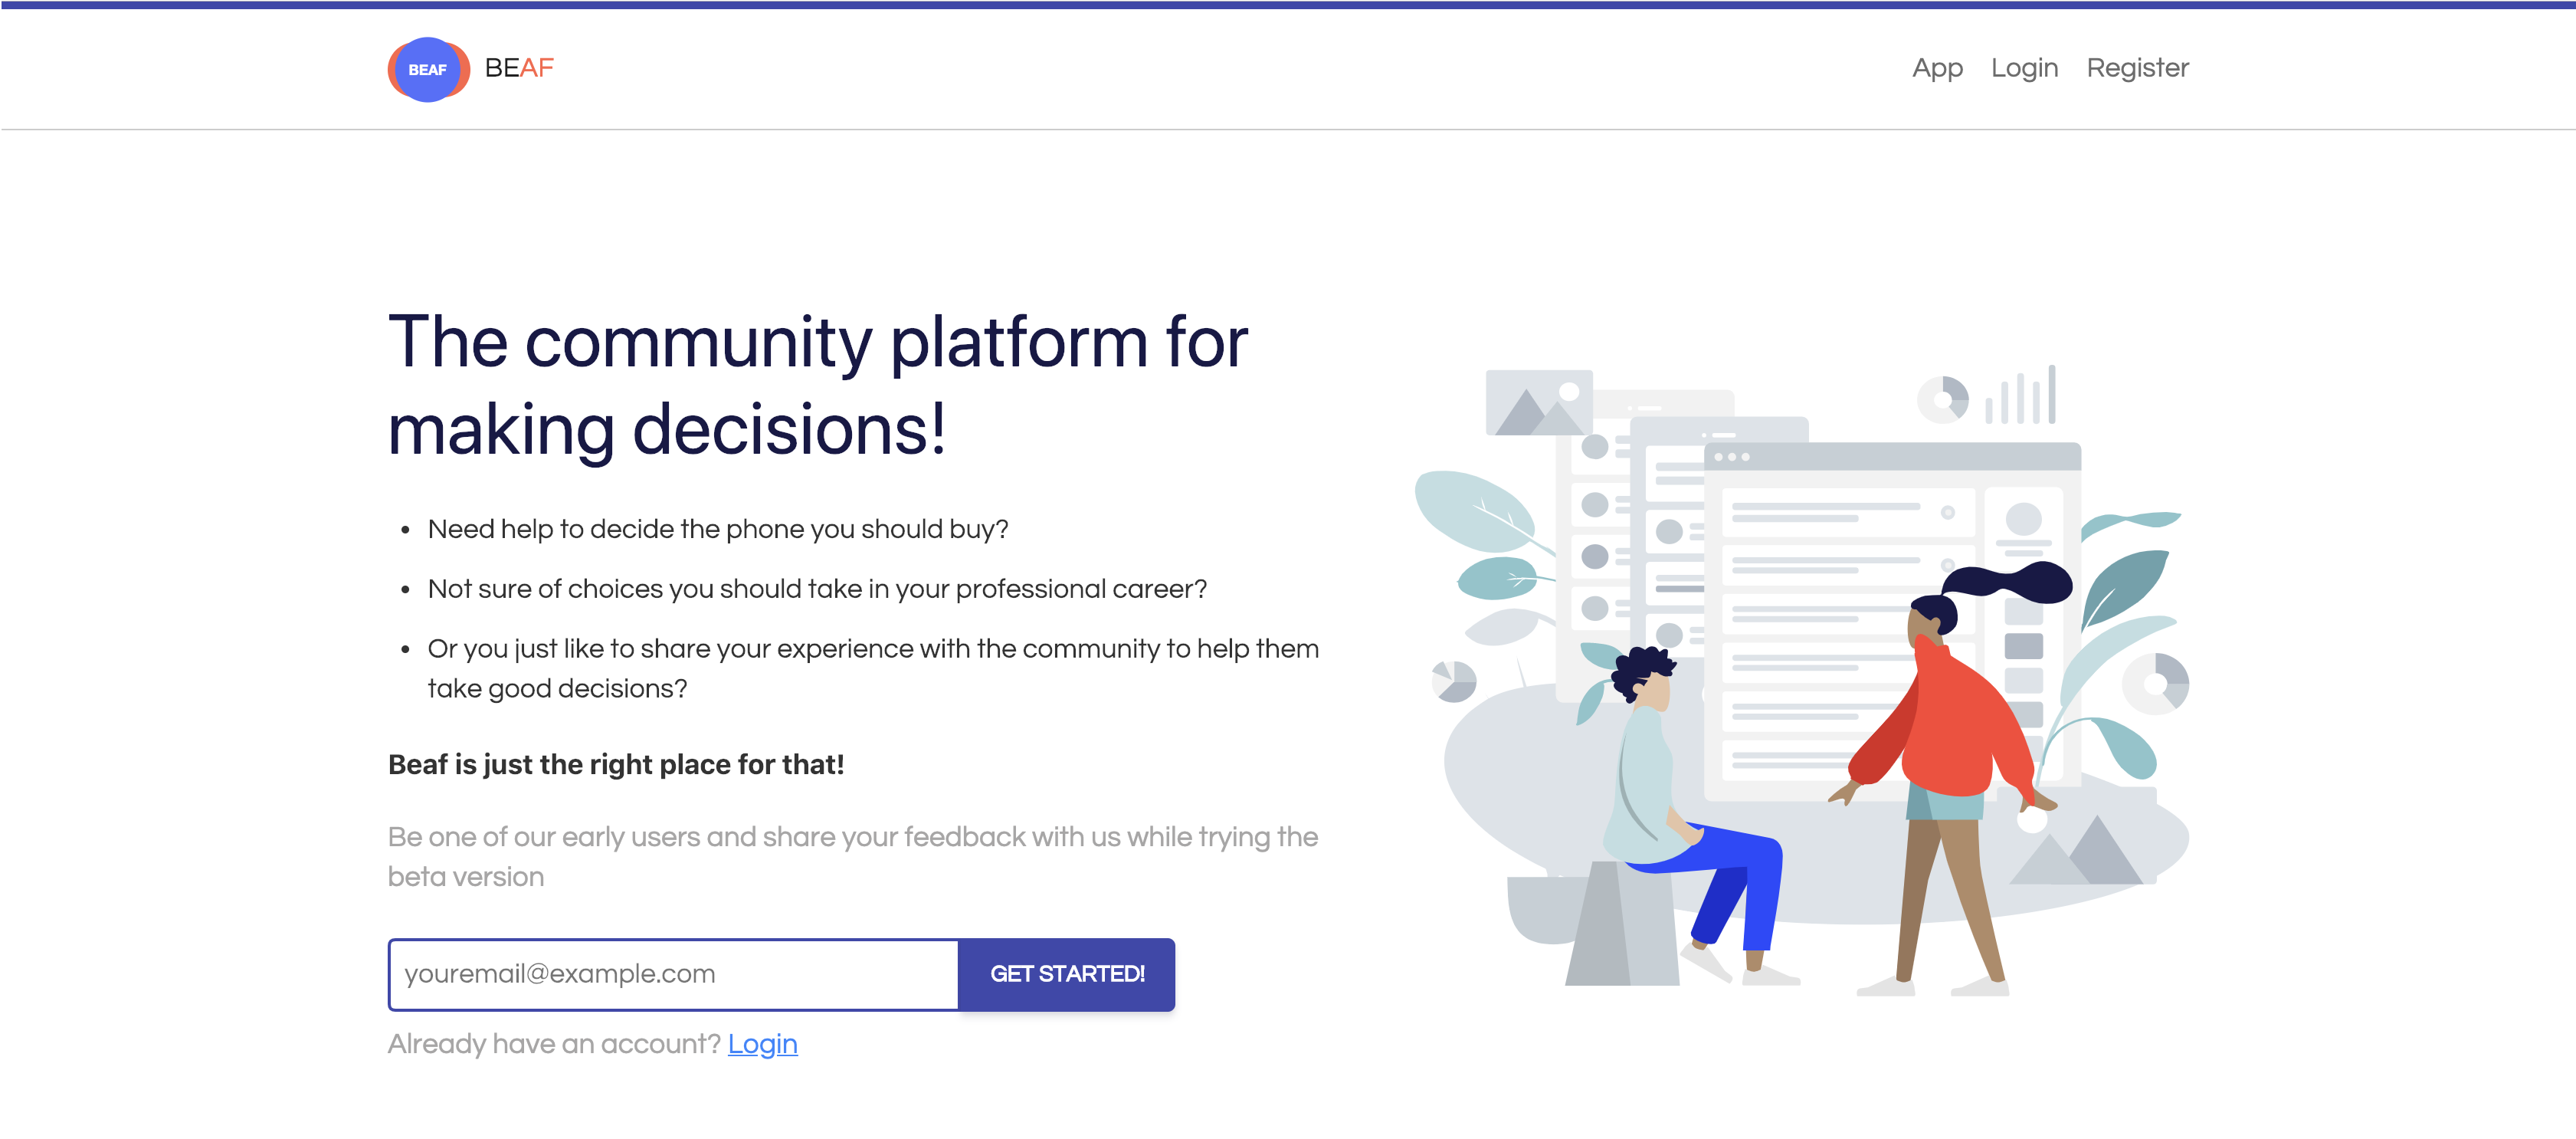 BEAF
BEAF
App
Login
Register
The community platform for
making decisions!
• Need help to decide the phone you should buy?
• Not sure of choices you should take in your professional career?
• Or you just like to share your experience with the community to help them
take good decisions?
Beaf is just the right place for that!
Be one of our early users and share your feedback with us while trying the
beta version
youremail@example.com
GET STARTED!
Already have an account? Login